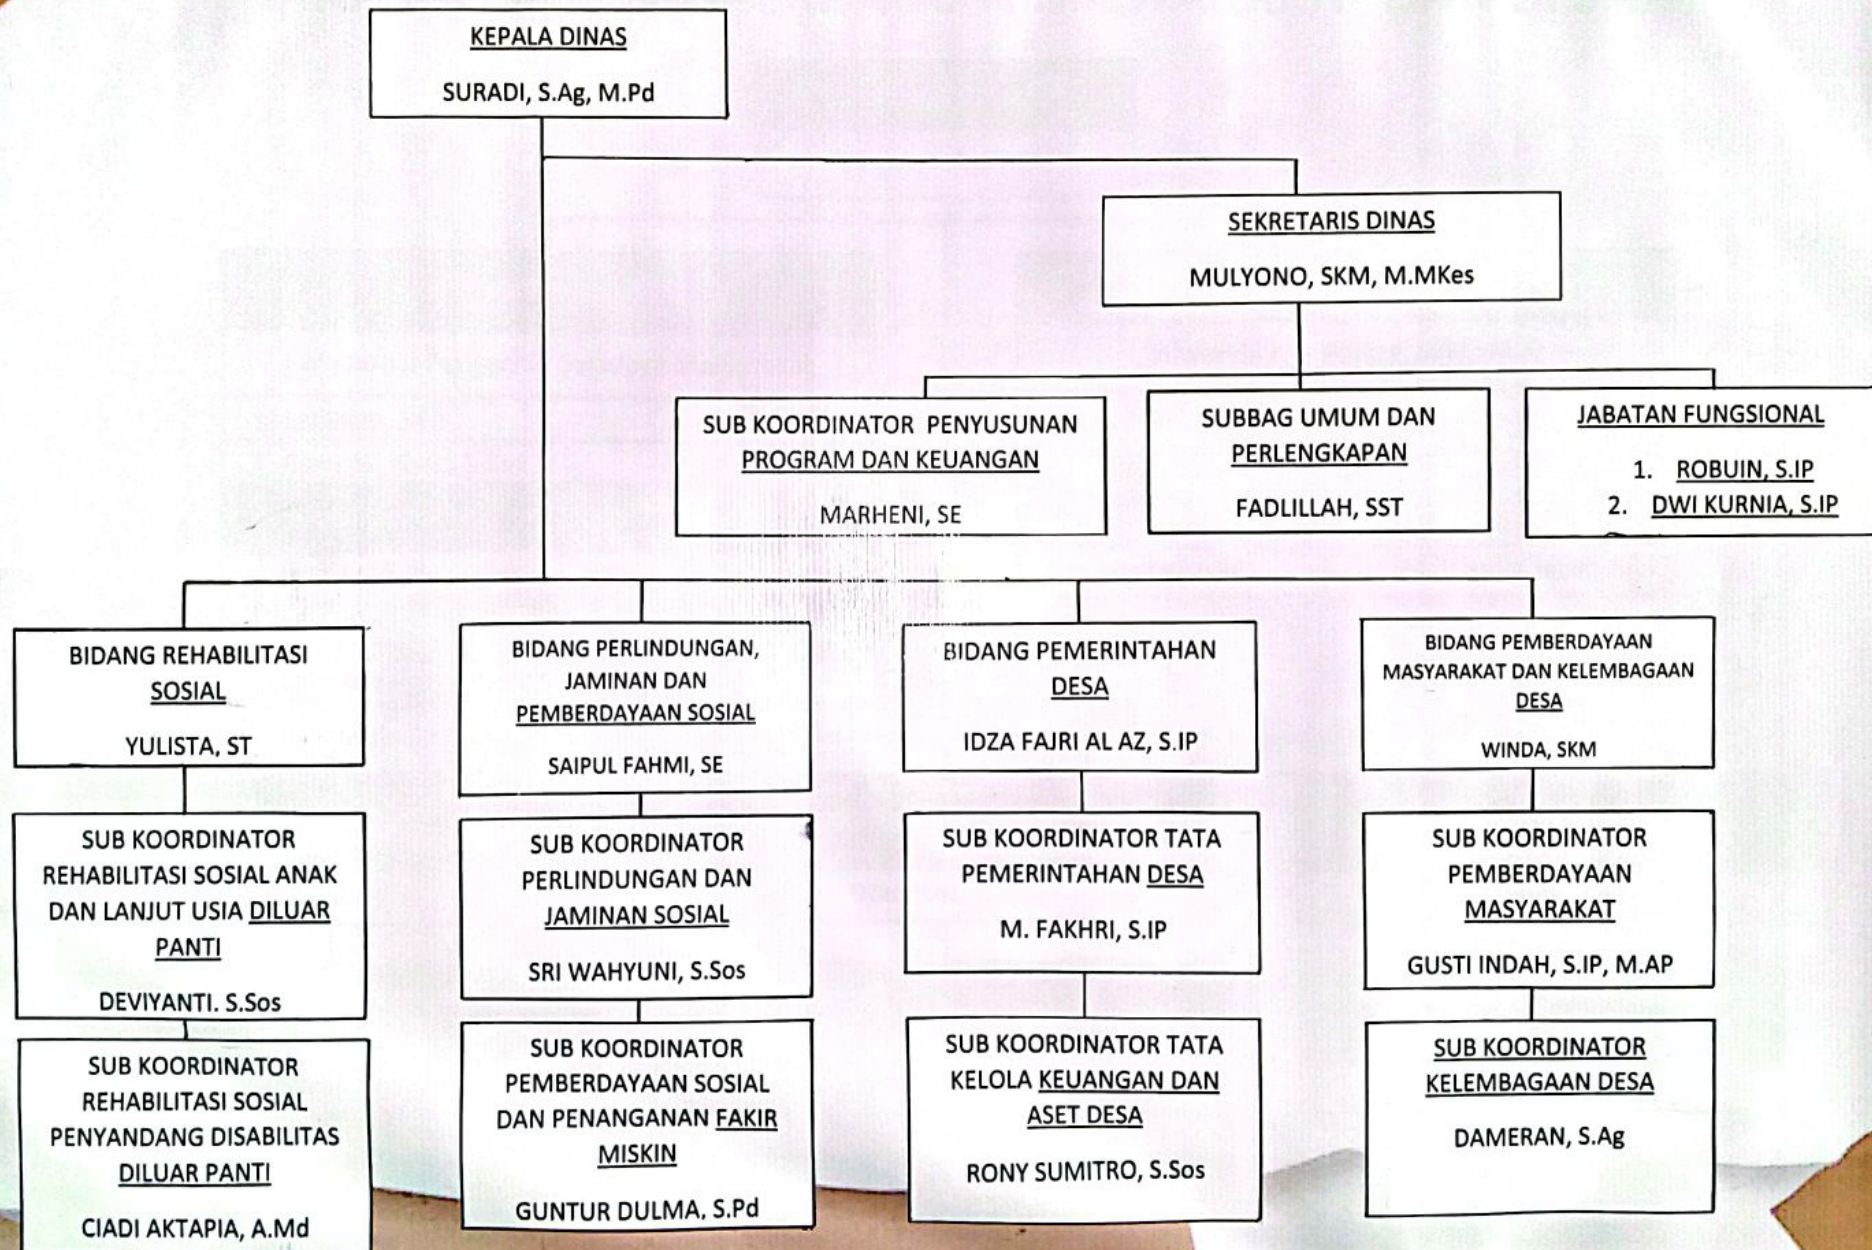 KEPALA DINAS
SURADI, S.Ag, M.Pd
SEKRETARIS DINAS
MULYONO, SKM, M.MKes
SUB KOORDINATOR PENYUSUNAN
PROGRAM DAN KEUANGAN
MARHENI, SE
SUBBAG UMUM DAN
PERLENGKAPAN
FADLILLAH, SST
JABATAN FUNGSIONAL
1. ROBUIN, S.IP
2. DWI KURNIA, S.IP
BIDANG REHABILITASI
SOSIAL
YULISTA, ST
BIDANG PERLINDUNGAN,
JAMINAN DAN
PEMBERDAYAAN SOSIAL
SAIPUL FAHMI, SE
BIDANG PEMERINTAHAN
DESA
IDZA FAJRI AL AZ, S.IP
BIDANG PEMBERDAYAAN
MASYARAKAT DAN KELEMBAGAAN
DESA
WINDA, SKM
SUB KOORDINATOR
REHABILITASI SOSIAL ANAK
DAN LANJUT USIA DILUAR
PANTI
DEVIYANTI. S.Sos
SUB KOORDINATOR
PERLINDUNGAN DAN
JAMINAN SOSIAL
SRI WAHYUNI, S.Sos
SUB KOORDINATOR TATA
PEMERINTAHAN DESA
M. FAKHRI, S.IP
SUB KOORDINATOR
PEMBERDAYAAN
MASYARAKAT
GUSTI INDAH, S.IP, M.AP
SUB KOORDINATOR
REHABILITASI SOSIAL
PENYANDANG DISABILITAS
DILUAR PANTI
CIADI AKTAPIA, A.Md
SUB KOORDINATOR
PEMBERDAYAAN SOSIAL
DAN PENANGANAN FAKIR
MISKIN
GUNTUR DULMA, S.Pd
SUB KOORDINATOR TATA
KELOLA KEUANGAN DAN
ASET DESA
RONY SUMITRO, S.Sos
SUB KOORDINATOR
KELEMBAGAAN DESA
DAMERAN, S.Ag